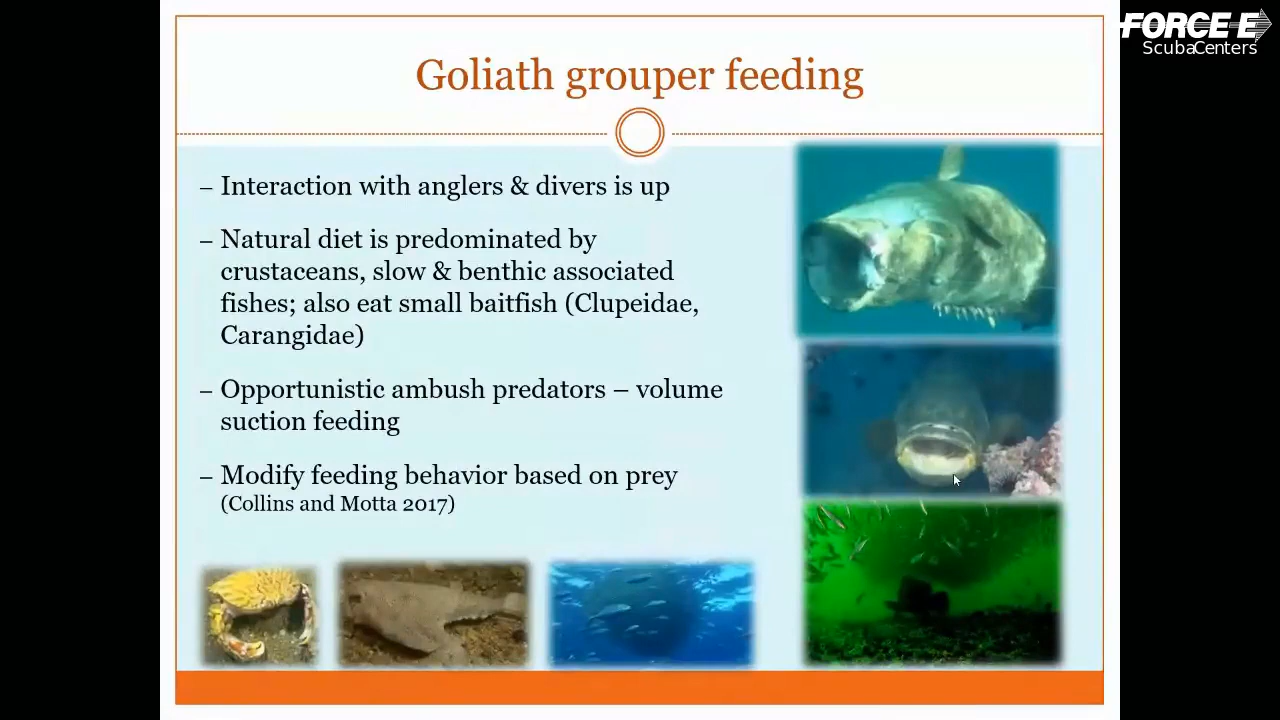 FORCE E
ScubaCenters
Goliath grouper feeding
– Interaction with anglers & divers is up
– Natural diet is predominated by
crustaceans, slow & benthic associated
fishes; also eat small baitfish (Clupeidae,
Carangidae)
– Opportunistic ambush predators – volume
suction feeding
– Modify feeding behavior based on prey
(Collins and Motta 2017)